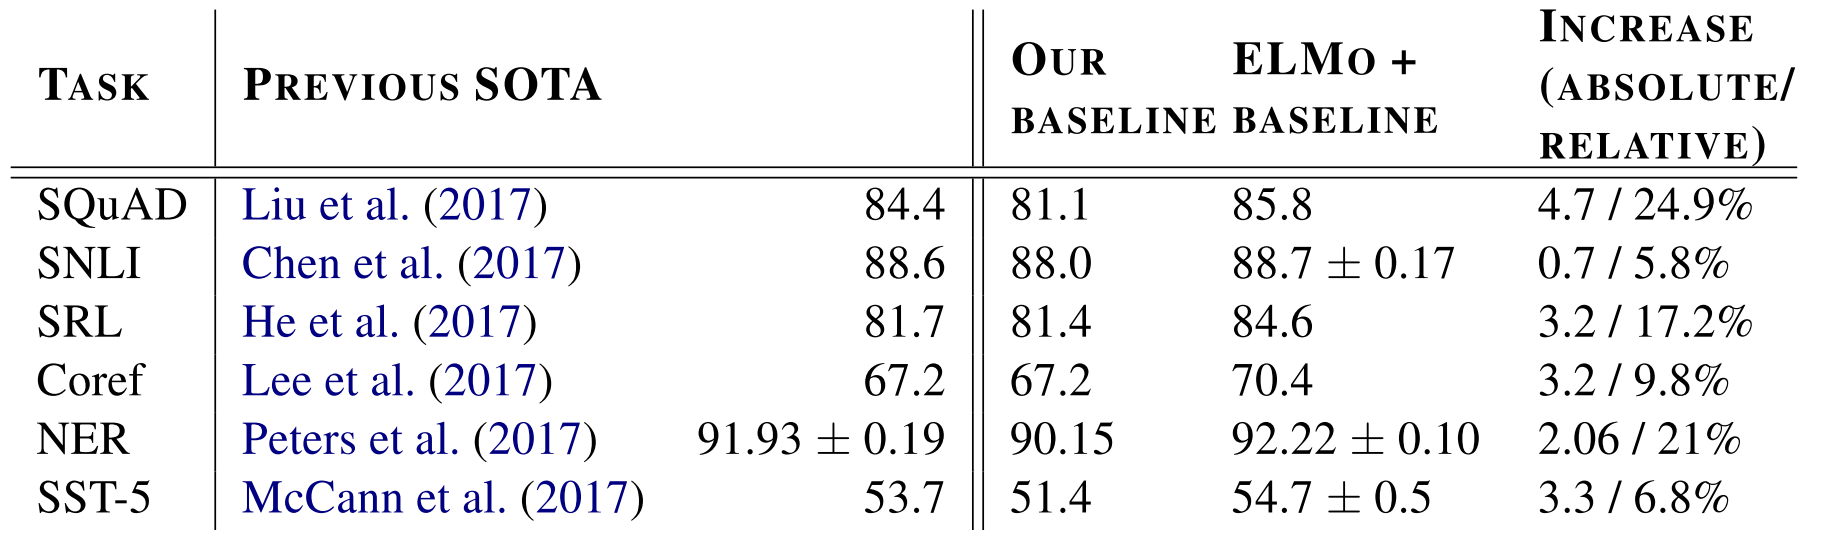 TASK PREVIOUS SOTA OUR BASELINE ELMO + BASELINE INCREASE (ABSOLUTE/ RELATIVE)
SQuAD Liu et al. (2017) 84.4 81.1 85.8 4.7 / 24.9%
SNLI Chen et al. (2017) 88.6 88.0 88.7 ± 0.17 0.7 / 5.8%
SRL He et al. (2017) 81.7 81.4 84.6 3.2 / 17.2%
Coref Lee et al. (2017) 67.2 67.2 70.4 3.2 / 9.8%
NER Peters et al. (2017) 91.93 ± 0.19 90.15 92.22 ± 0.10 2.06 / 21%
SST-5 McCann et al. (2017) 53.7 51.4 54.7 ± 0.5 3.3 / 6.8%